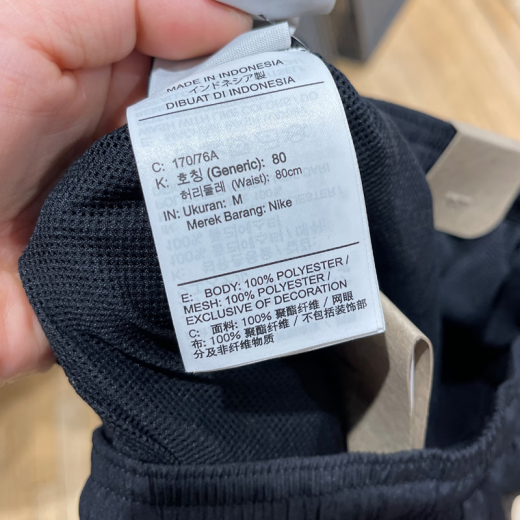 MADE IN INDONESIA
インドネシア製
DIBUAT DI INDONESIA
C: 170/76A
K: 호칭 (Generic): 80
허리둘레 (Waist): 80cm
IN: Ukuran: M
Merek Barang: Nike
E: BODY: 100% POLYESTER /
MESH: 100% POLYESTER /
EXCLUSIVE OF DECORATION
C: 面料: 100% 聚酯纤维 / 网眼
布: 100% 聚酯纤维 / 不包括装饰部
分及非纤维物质